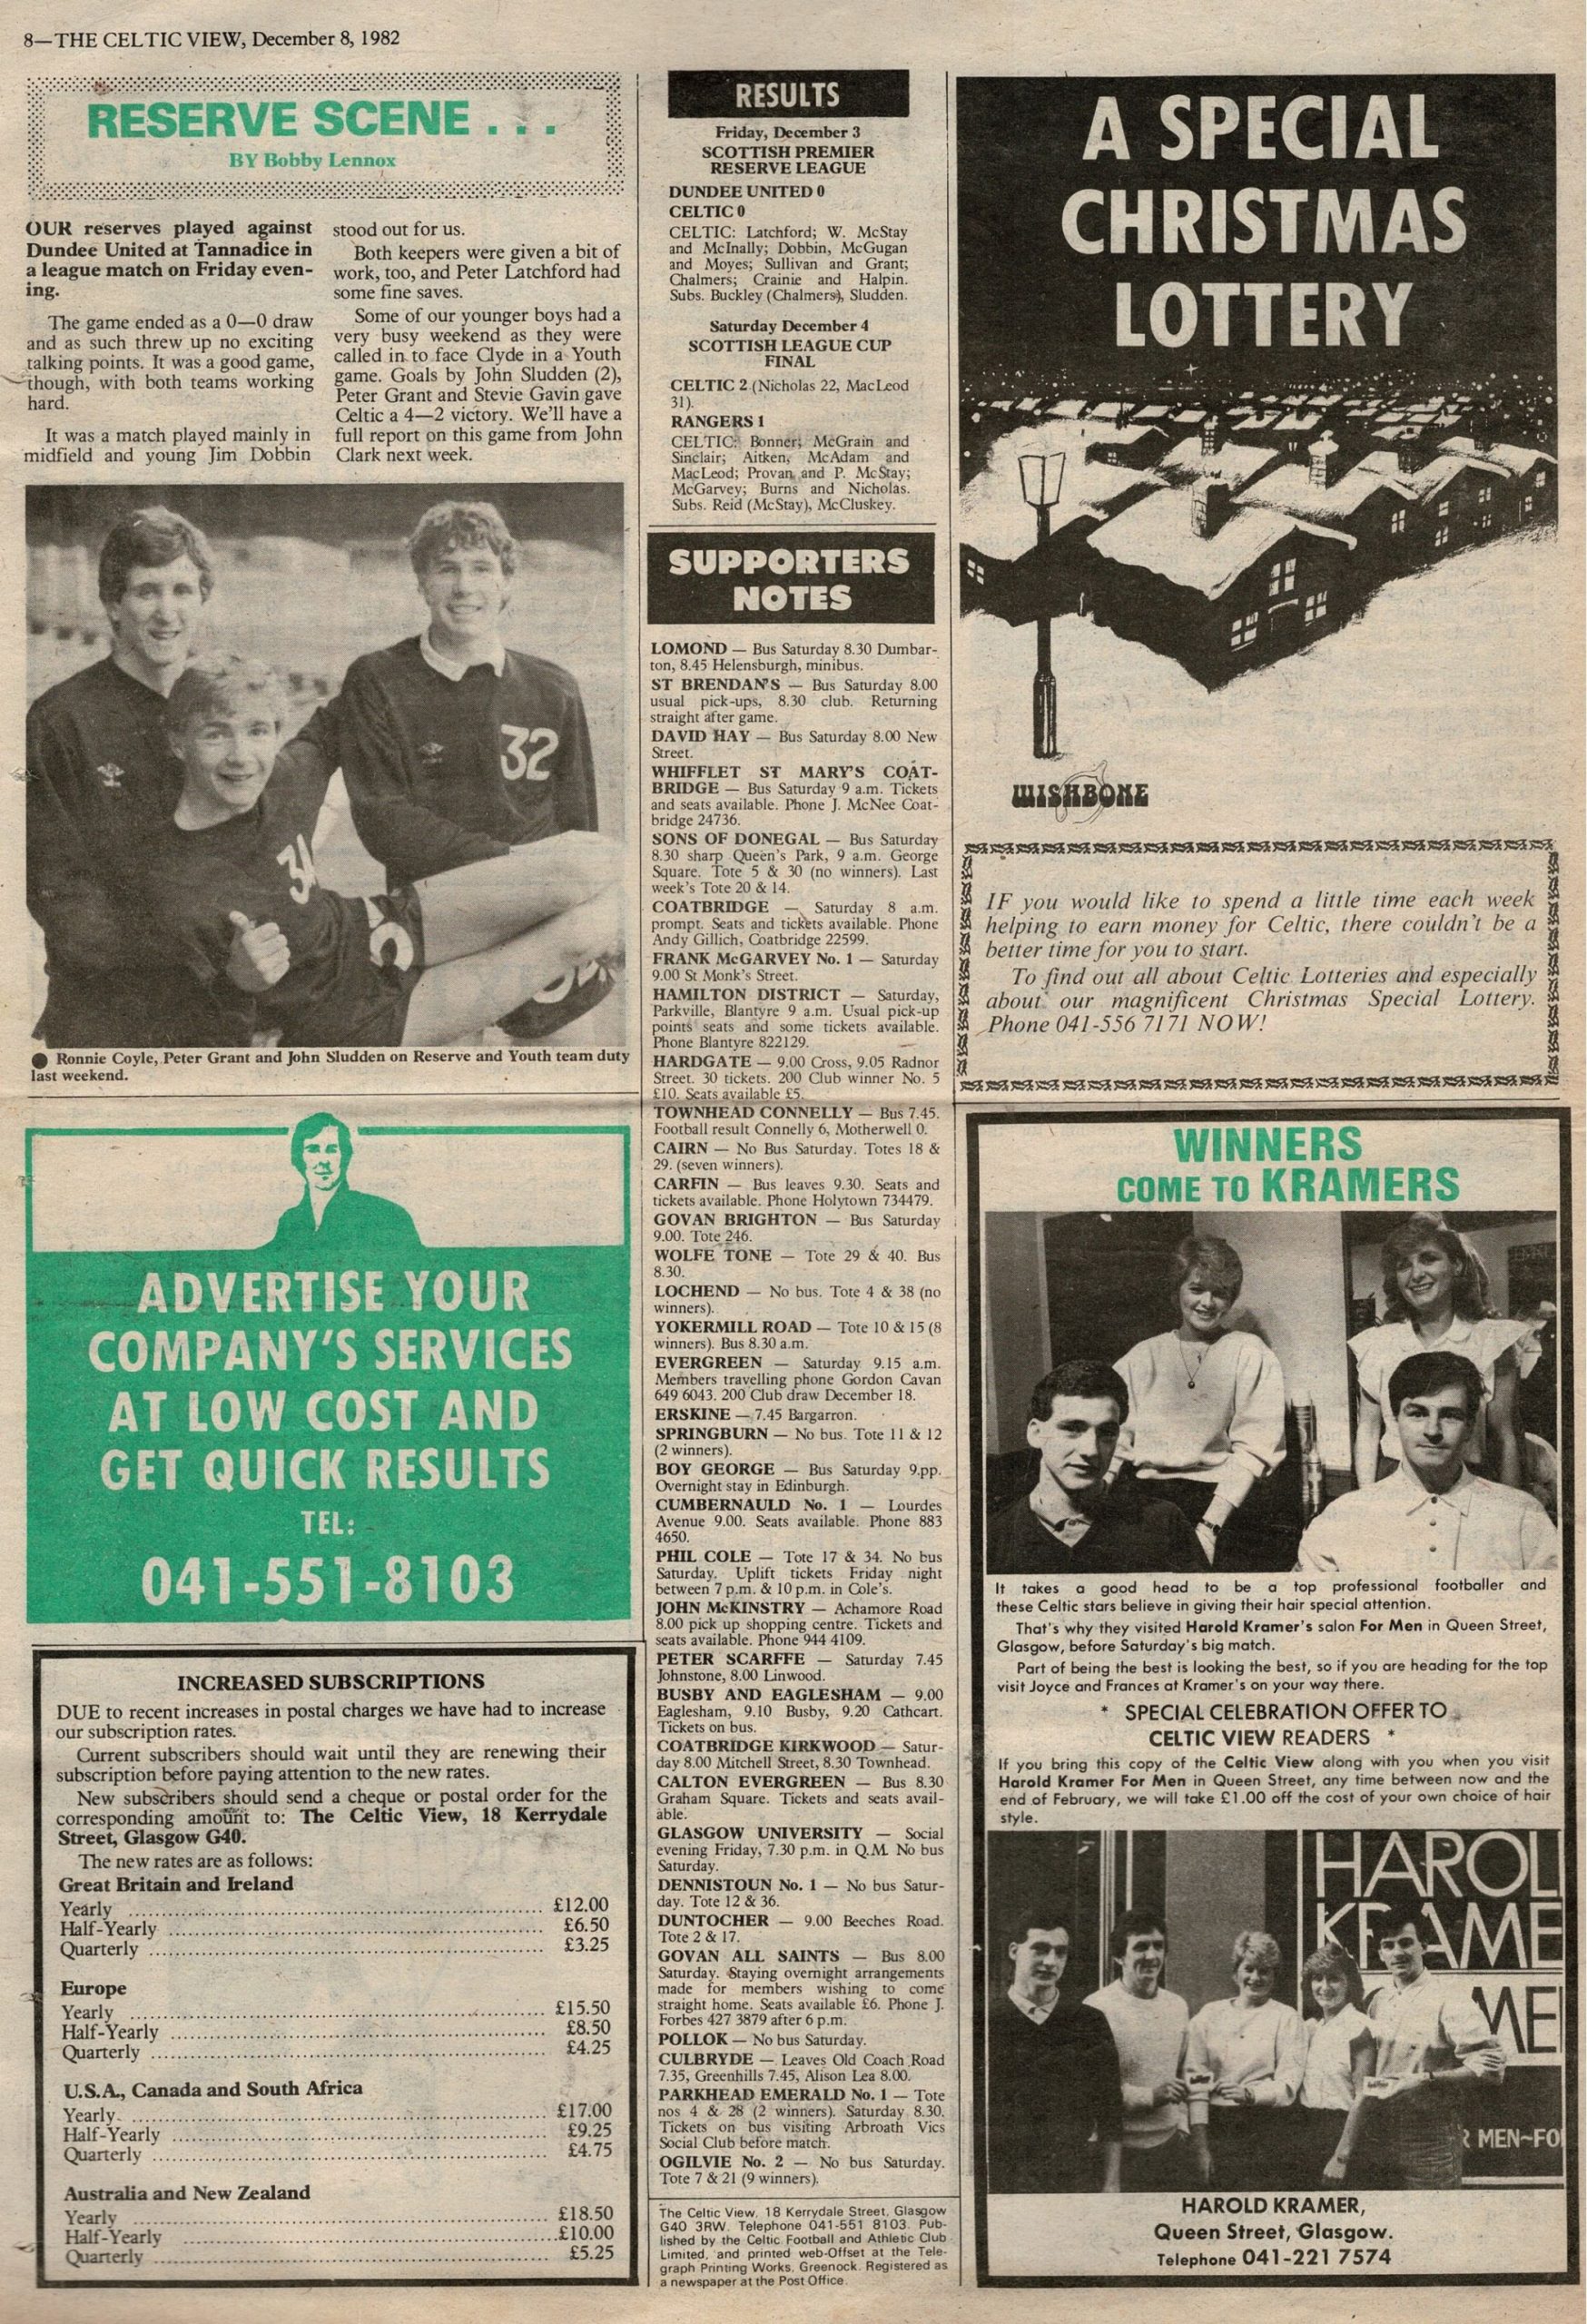 8—THE CELTIC VIEW, December 8, 1982
RESERVE SCENE . . .
BY Bobby Lennox
OUR reserves played against
Dundee United at Tannadice in
a league match on Friday even-
ing.
The game ended as a 0—0 draw
and as such threw up no exciting
talking points. It was a good game,
though, with both teams working
hard.
It was a match played mainly in
midfield and young Jim Dobbin
stood out for us.
Both keepers were given a bit of
work, too, and Peter Latchford had
some fine saves.
Some of our younger boys had a
very busy weekend as they were
called in to face Clyde in a Youth
game. Goals by John Sludden (2),
Peter Grant and Stevie Gavin gave
Celtic a 4—2 victory. We'll have a
full report on this game from John
Clark next week.
32
31
● Ronnie Coyle, Peter Grant and John Sludden on Reserve and Youth team duty
last weekend.
ADVERTISE YOUR
COMPANY'S SERVICES
AT LOW COST AND
GET QUICK RESULTS
TEL:
041-551-8103
INCREASED SUBSCRIPTIONS
DUE to recent increases in postal charges we have had to increase
our subscription rates.
Current subscribers should wait until they are renewing their
subscription before paying attention to the new rates.
New subscribers should send a cheque or postal order for the
corresponding amount to: The Celtic View, 18 Kerrydale
Street, Glasgow G40.
The new rates are as follows:
Great Britain and Ireland
Yearly ........ £12.00
Half-Yearly ........ £6.50
Quarterly ........ £3.25
Europe
Yearly ........ £15.50
Half-Yearly ........ £8.50
Quarterly ........ £4.25
U.S.A., Canada and South Africa
Yearly ........ £17.00
Half-Yearly ........ £9.25
Quarterly ........ £4.75
Australia and New Zealand
Yearly ........ £18.50
Half-Yearly ........ £10.00
Quarterly ........ £5.25
RESULTS
Friday, December 3
SCOTTISH PREMIER
RESERVE LEAGUE
DUNDEE UNITED 0
CELTIC 0
CELTIC: Latchford; W. McStay
and McInally; Dobbin, McGugan
and Moyes; Sullivan and Grant;
Chalmers; Crainie and Halpin.
Subs. Buckley (Chalmers), Sludden.
Saturday December 4
SCOTTISH LEAGUE CUP
FINAL
CELTIC 2 (Nicholas 22, MacLeod
31).
RANGERS 1
CELTIC: Bonner; McGrain and
Sinclair; Aitken, McAdam and
MacLeod; Provan and P. McStay;
McGarvey; Burns and Nicholas.
Subs. Reid (McStay), McCluskey.
SUPPORTERS
NOTES
LOMOND — Bus Saturday 8.30 Dumbar-
ton, 8.45 Helensburgh, minibus.
ST BRENDAN'S — Bus Saturday 8.00
usual pick-ups, 8.30 club. Returning
straight after game.
DAVID HAY — Bus Saturday 8.00 New
Street.
WHIFFLET ST MARY'S COAT-
BRIDGE — Bus Saturday 9 a.m. Tickets
and seats available. Phone J. McNee Coat-
bridge 24736.
SONS OF DONEGAL — Bus Saturday
8.30 sharp Queen's Park, 9 a.m. George
Square. Tote 5 & 30 (no winners). Last
week's Tote 20 & 14.
COATBRIDGE — Saturday 8 a.m.
prompt. Seats and tickets available. Phone
Andy Gillich, Coatbridge 22599.
FRANK McGARVEY No. 1 — Saturday
9.00 St Monk's Street.
HAMILTON DISTRICT — Saturday,
Parkville, Blantyre 9 a.m. Usual pick-up
points seats and some tickets available.
Phone Blantyre 822129.
HARDGATE — 9.00 Cross, 9.05 Radnor
Street. 30 tickets. 200 Club winner No. 5
£10. Seats available £5.
TOWNHEAD CONNELLY — Bus 7.45.
Football result Connelly 6, Motherwell 0.
CAIRN — No Bus Saturday. Totes 18 &
29. (seven winners).
CARFIN — Bus leaves 9.30. Seats and
tickets available. Phone Holytown 734479.
GOVAN BRIGHTON — Bus Saturday
9.00. Tote 246.
WOLFE TONE — Tote 29 & 40. Bus
8.30.
LOCHEND — No bus. Tote 4 & 38 (no
winners).
YOKERMILL ROAD — Tote 10 & 15 (8
winners). Bus 8.30 a.m.
EVERGREEN — Saturday 9.15 a.m.
Members travelling phone Gordon Cavan
649 6043. 200 Club draw December 18.
ERSKINE — 7.45 Bargarron.
SPRINGBURN — No bus. Tote 11 & 12
(2 winners).
BOY GEORGE — Bus Saturday 9.pp.
Overnight stay in Edinburgh.
CUMBERNAULD No. 1 — Lourdes
Avenue 9.00. Seats available. Phone 883
4650.
PHIL COLE — Tote 17 & 34. No bus
Saturday. Uplift tickets Friday night
between 7 p.m. & 10 p.m. in Cole's.
JOHN McKINSTRY — Achamore Road
8.00 pick up shopping centre. Tickets and
seats available. Phone 944 4109.
PETER SCARFFE — Saturday 7.45
Johnstone, 8.00 Linwood.
BUSBY AND EAGLESHAM — 9.00
Eaglesham, 9.10 Busby, 9.20 Cathcart.
Tickets on bus.
COATBRIDGE KIRKWOOD — Satur-
day 8.00 Mitchell Street, 8.30 Townhead.
CALTON EVERGREEN — Bus 8.30
Graham Square. Tickets and seats avail-
able.
GLASGOW UNIVERSITY — Social
evening Friday, 7.30 p.m. in Q.M. No bus
Saturday.
DENNISTOUN No. 1 — No bus Satur-
day. Tote 12 & 36.
DUNTOCHER — 9.00 Beeches Road.
Tote 2 & 17.
GOVAN ALL SAINTS — Bus 8.00
Saturday. Staying overnight arrangements
made for members wishing to come
straight home. Seats available £6. Phone J.
Forbes 427 3879 after 6 p.m.
POLLOK — No bus Saturday.
CULBRYDE — Leaves Old Coach Road
7.35, Greenhills 7.45, Alison Lea 8.00.
PARKHEAD EMERALD No. 1 — Tote
nos 4 & 28 (2 winners). Saturday 8.30.
Tickets on bus visiting Arbroath Vics
Social Club before match.
OGILVIE No. 2 — No bus Saturday.
Tote 7 & 21 (9 winners).
The Celtic View, 18 Kerrydale Street, Glasgow
G40 3RW. Telephone 041-551 8103. Pub-
lished by the Celtic Football and Athletic Club
Limited, and printed web-Offset at the Tele-
graph Printing Works, Greenock. Registered as
a newspaper at the Post Office.
A SPECIAL
CHRISTMAS
LOTTERY
WISHBONE
IF you would like to spend a little time each week
helping to earn money for Celtic, there couldn't be a
better time for you to start.
To find out all about Celtic Lotteries and especially
about our magnificent Christmas Special Lottery.
Phone 041-556 7171 NOW!
WINNERS
COME TO KRAMERS
It takes a good head to be a top professional footballer and
these Celtic stars believe in giving their hair special attention.
That's why they visited Harold Kramer's salon For Men in Queen Street,
Glasgow, before Saturday's big match.
Part of being the best is looking the best, so if you are heading for the top
visit Joyce and Frances at Kramer's on your way there.
* SPECIAL CELEBRATION OFFER TO
CELTIC VIEW READERS *
If you bring this copy of the Celtic View along with you when you visit
Harold Kramer For Men in Queen Street, any time between now and the
end of February, we will take £1.00 off the cost of your own choice of hair
style.
HAROL
KRAME
MEN
R MEN~FO
HAROLD KRAMER,
Queen Street, Glasgow.
Telephone 041-221 7574